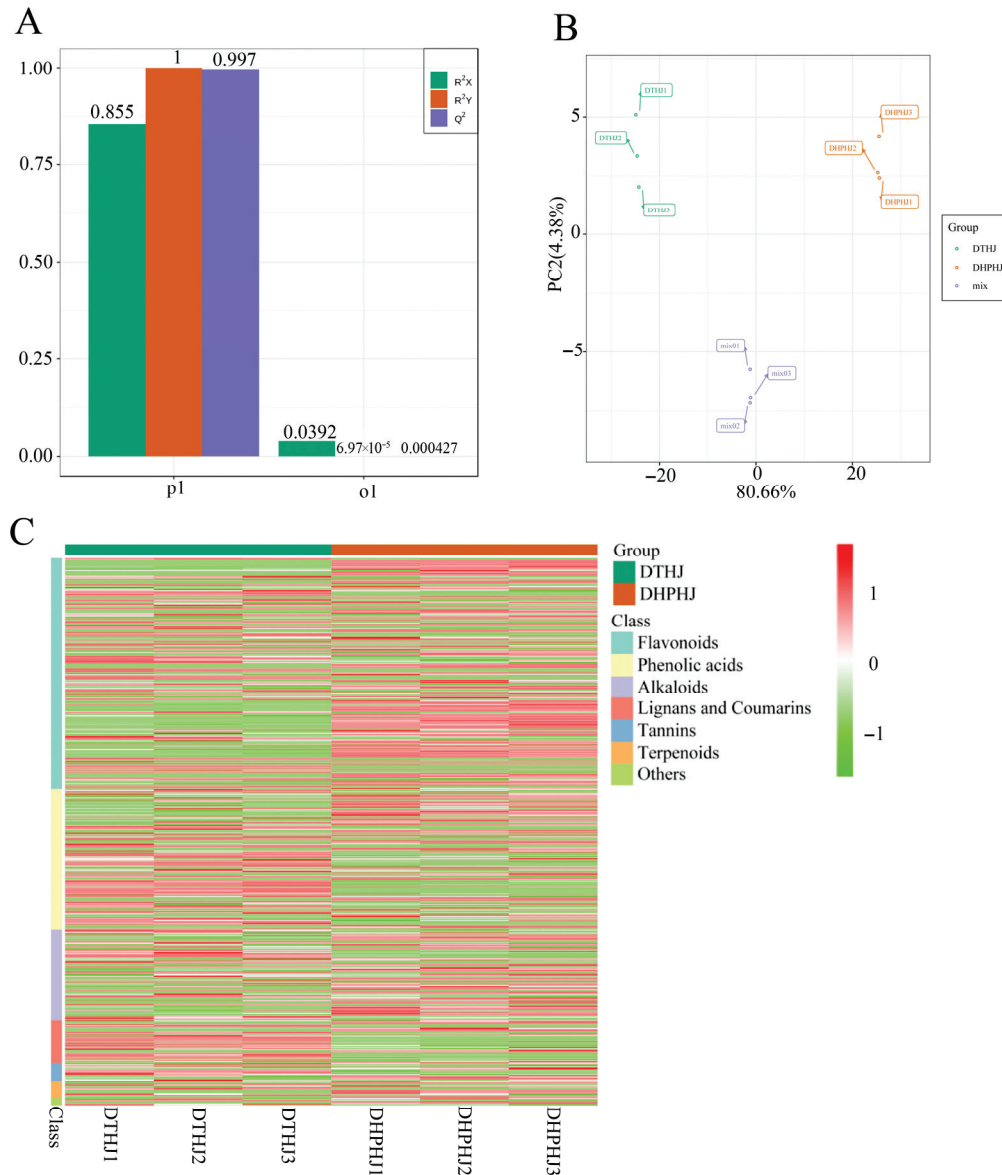 A
1.00
0.75
0.50
0.25
0.00
0.855
1
0.997
0.0392
6.97×10⁻⁵
0.000427
p1
o1
R²X
R²Y
Q²
B
PC2(4.38%)
5
0
−5
−20
0
20
80.66%
DTHJ1
DTHJ2
DTHJ3
DHPHJ3
DHPHJ2
DHPHJ1
mix01
mix03
mix02
Group
DTHJ
DHPHJ
mix
C
Group
DTHJ
DHPHJ
Class
Flavonoids
Phenolic acids
Alkaloids
Lignans and Coumarins
Tannins
Terpenoids
Others
1
0
−1
Class
DTHJ1
DTHJ2
DTHJ3
DHPHJ1
DHPHJ2
DHPHJ3